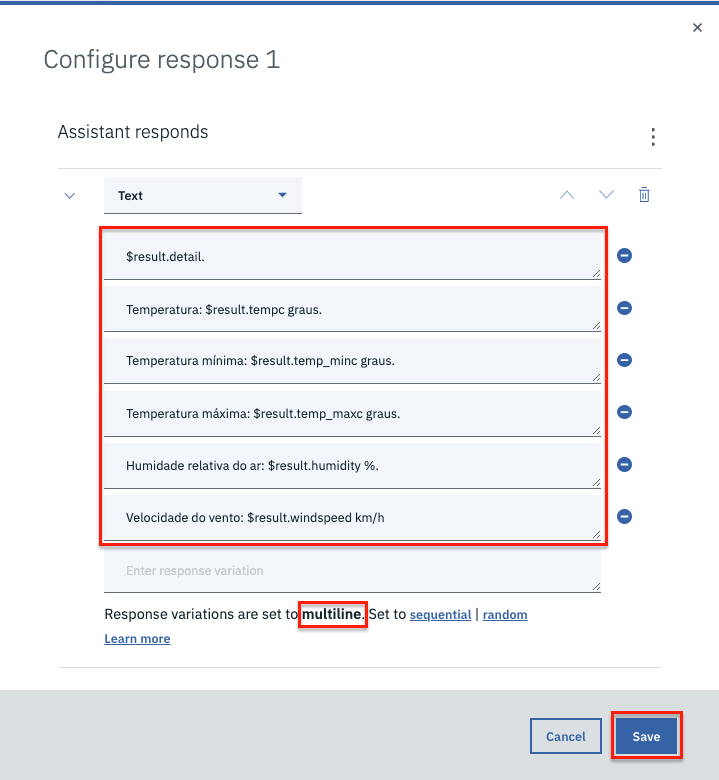 Configure response 1
Assistant responds
Text
$result.detail.
Temperatura: $result.tempc graus.
Temperatura mínima: $result.temp_minc graus.
Temperatura máxima: $result.temp_maxc graus.
Humidade relativa do ar: $result.humidity %.
Velocidade do vento: $result.windspeed km/h
Enter response variation
Response variations are set to multiline. Set to sequential | random
Learn more
Cancel Save